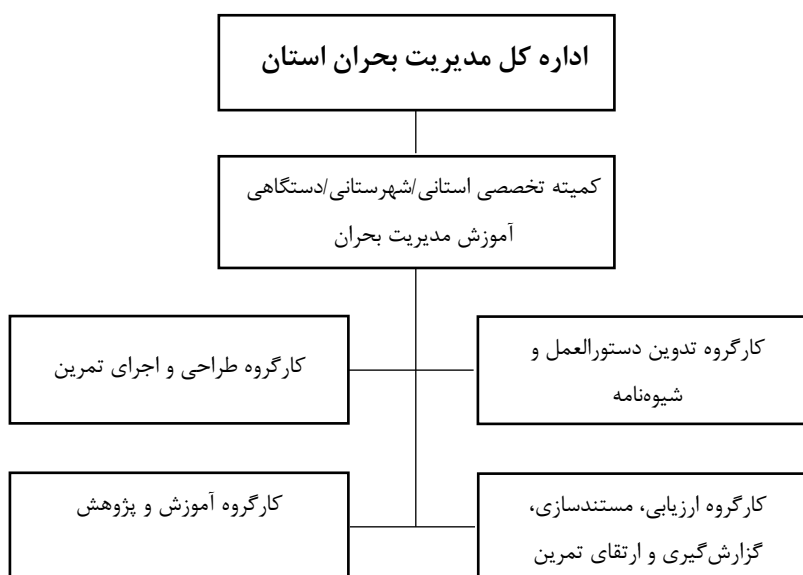 اداره کل مدیریت بحران استان
کمیته تخصصی استانی/شهرستانی/دستگاهی
آموزش مدیریت بحران
کارگروه تدوین دستورالعمل و
شیوه‌نامه
کارگروه طراحی و اجرای تمرین
کارگروه ارزیابی، مستندسازی،
گزارش‌گیری و ارتقای تمرین
کارگروه آموزش و پژوهش